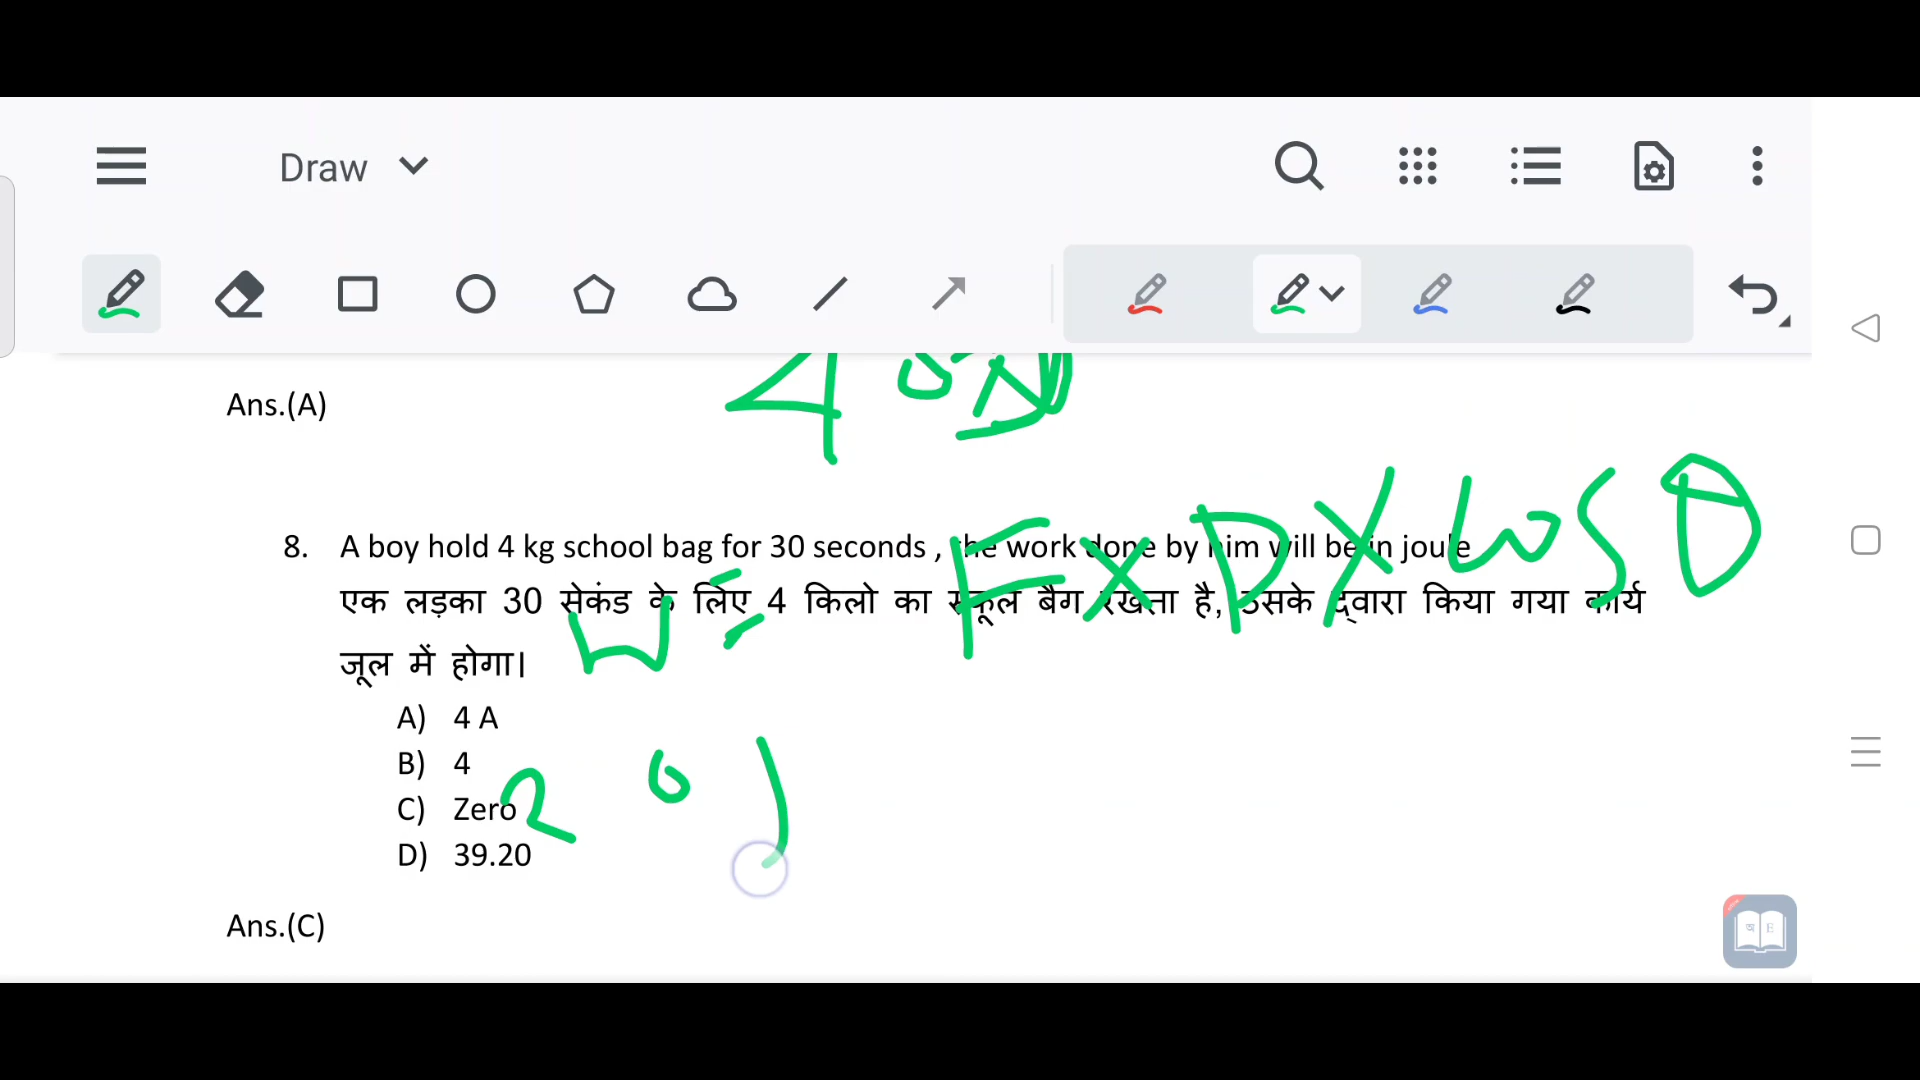 Draw
Ans.(A)
8. A boy hold 4 kg school bag for 30 seconds , the work done by him will be in joule
एक लड़का 30 सेकंड के लिए 4 किलो का स्कूल बैग रखता है, उसके द्वारा किया गया कार्य
जूल में होगा।
W = F x D x Cos θ
A) 4 A
B) 4
C) Zero
D) 39.20
Ans.(C)